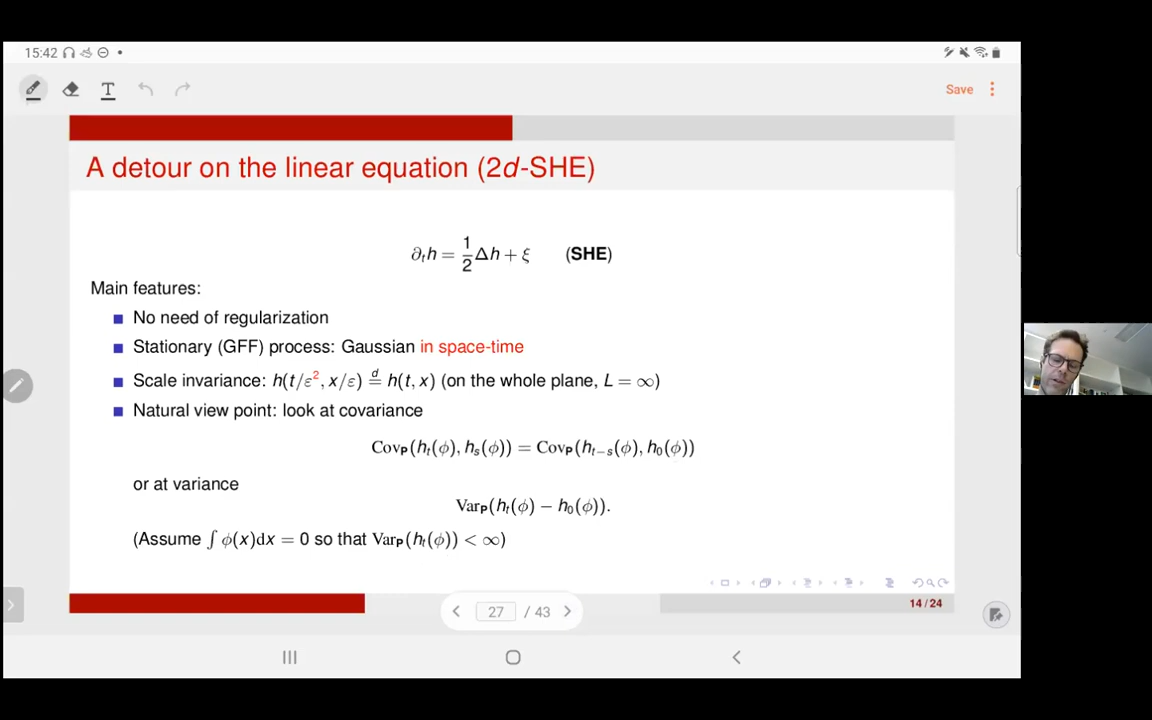 15:42
T
Save
A detour on the linear equation (2d-SHE)
∂ₜh = 1/2 Δh + ξ (SHE)
Main features:
No need of regularization
Stationary (GFF) process: Gaussian in space-time
Scale invariance: h(t/ε², x/ε) =ᵈ h(t, x) (on the whole plane, L = ∞)
Natural view point: look at covariance
Cov_P(hₜ(φ), hₛ(φ)) = Cov_P(hₜ₋ₛ(φ), h₀(φ))
or at variance
Var_P(hₜ(φ) − h₀(φ)).
(Assume ∫ φ(x)dx = 0 so that Var_P(hₜ(φ)) < ∞)
14/24
27 / 43